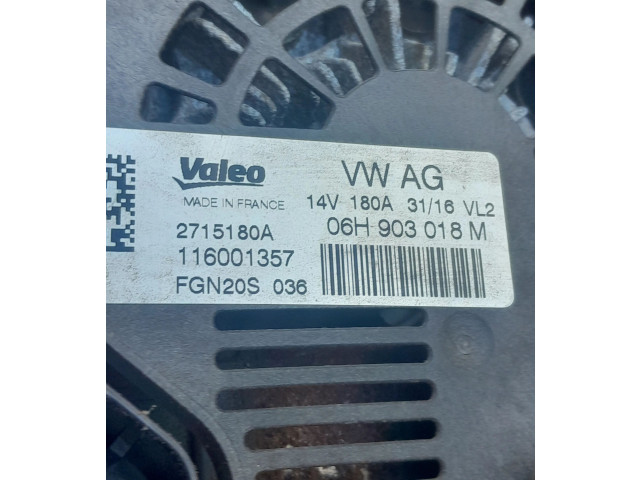 Valeo
MADE IN FRANCE
2715180A
116001357
FGN20S 036
VW AG
14V 180A 31/16 VL2
06H 903 018 M